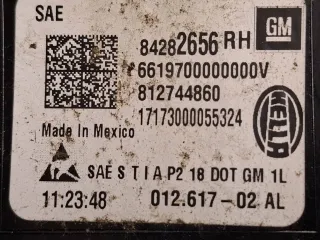 SAE
84282656 RH
GM
6619700000000V
812744860
17173000055324
HELLA
Made In Mexico
SAE S T I A P2 18 DOT GM 1L
11:23:48
012.617-02 AL